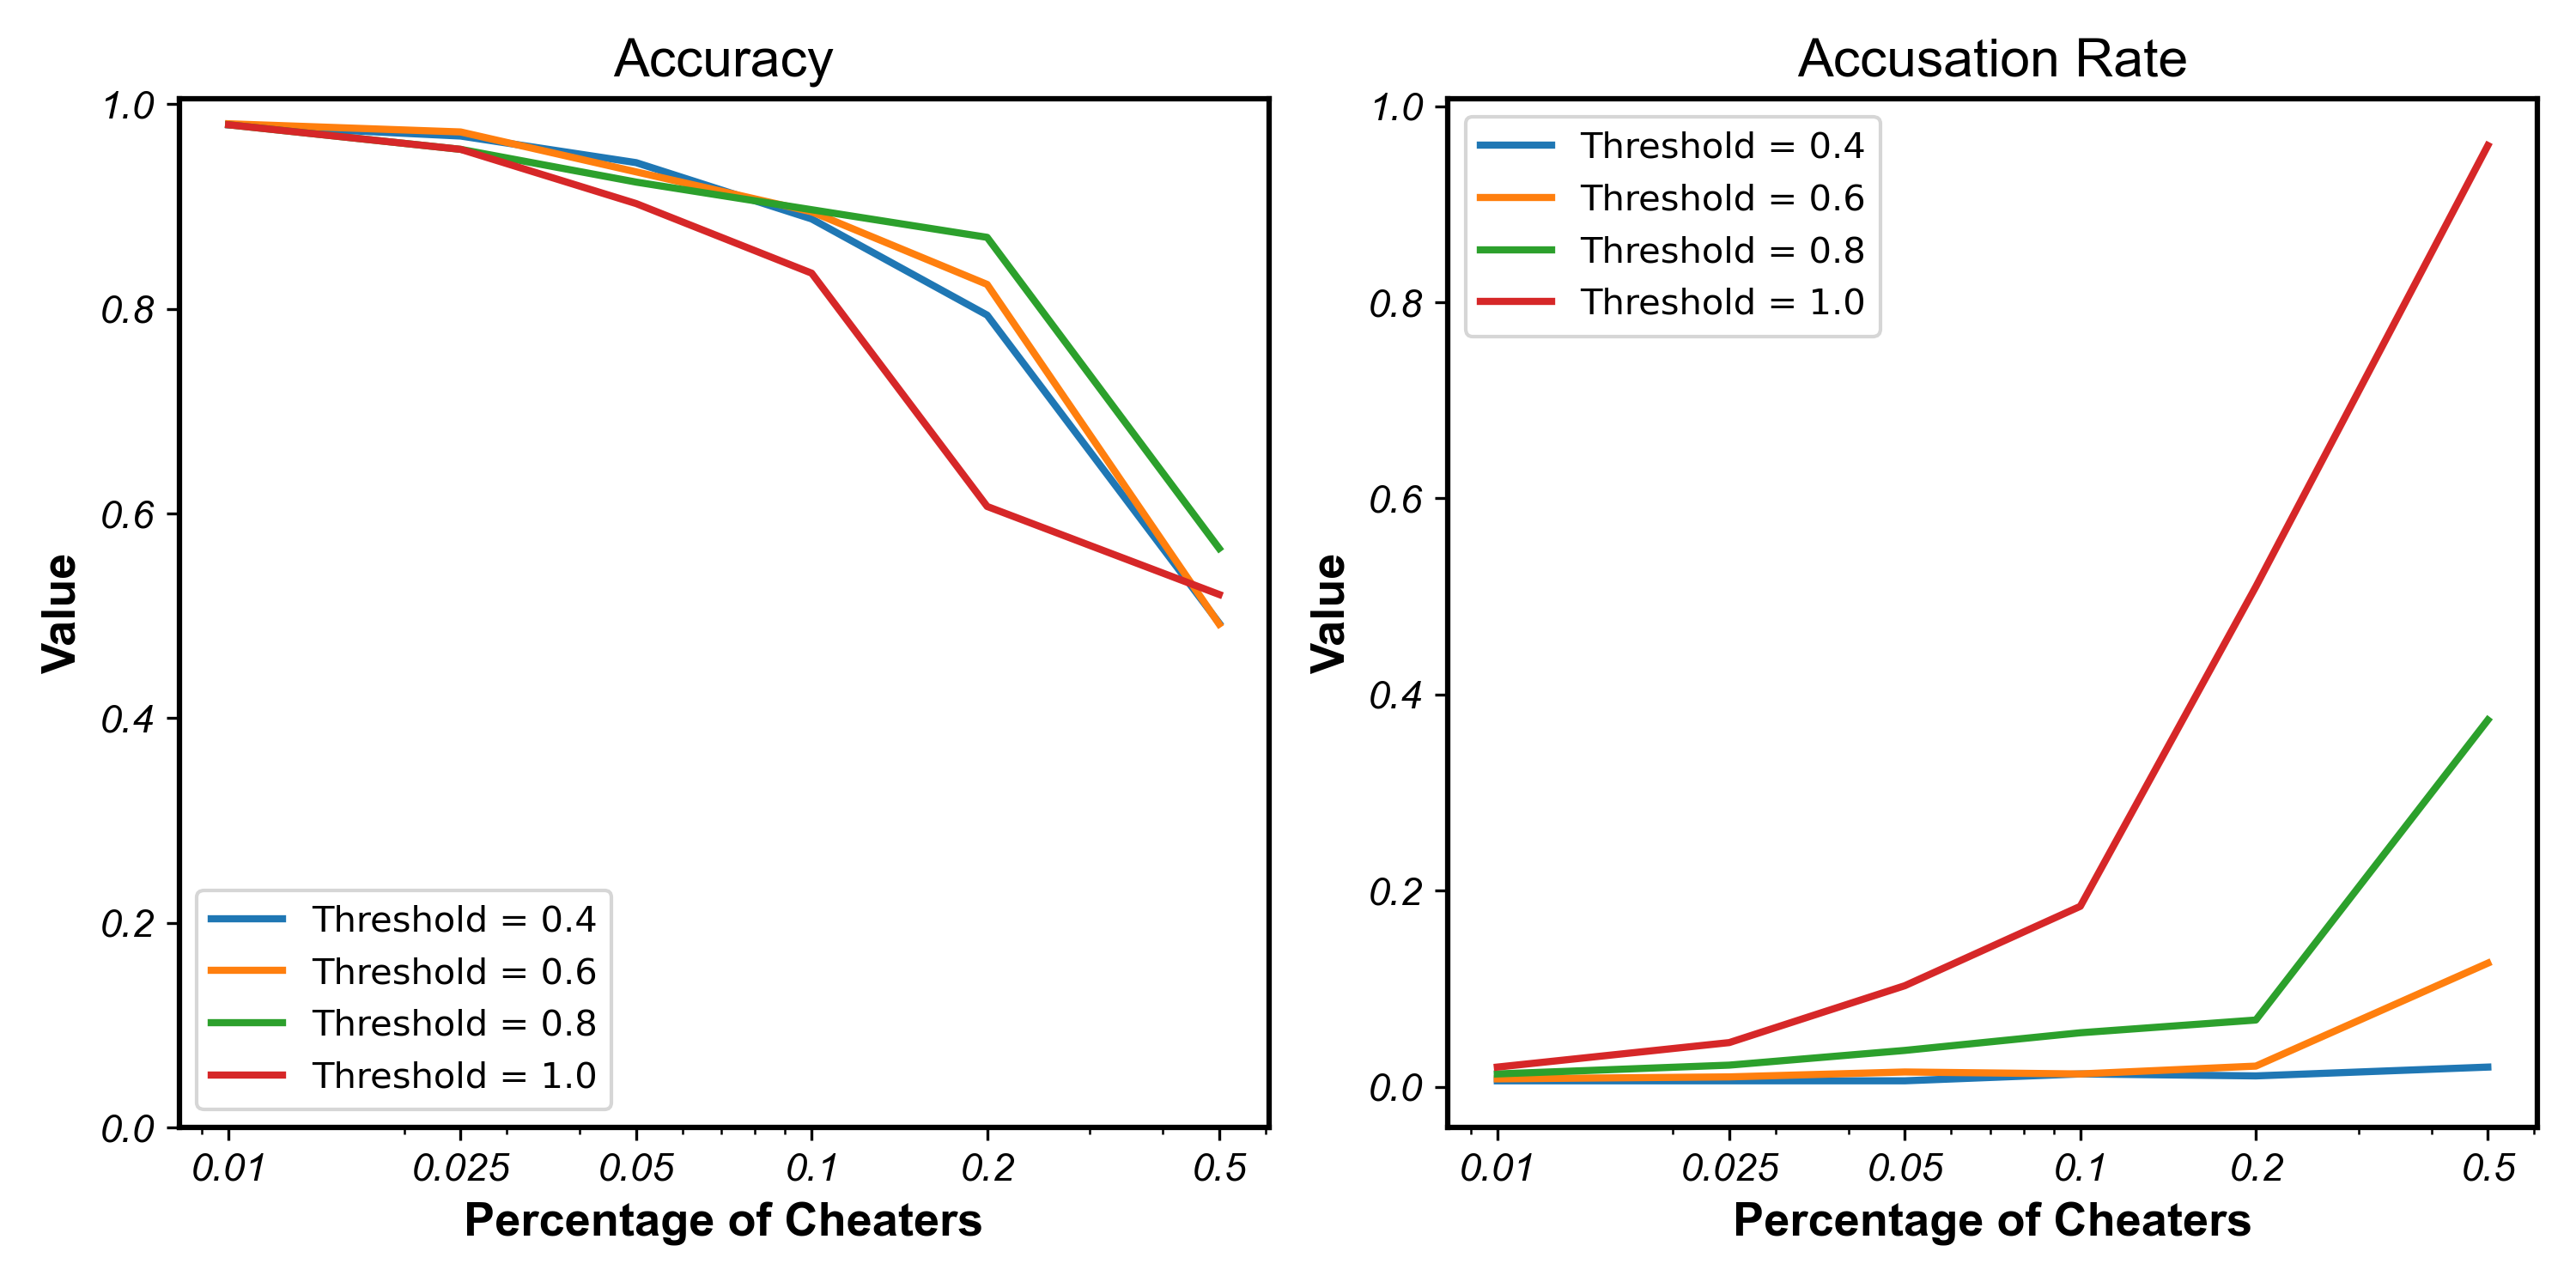 Accuracy
Value
1.0
0.8
0.6
0.4
0.2
0.0
Threshold = 0.4
Threshold = 0.6
Threshold = 0.8
Threshold = 1.0
0.01 0.025 0.05 0.1 0.2 0.5
Percentage of Cheaters
Accusation Rate
Value
1.0
0.8
0.6
0.4
0.2
0.0
Threshold = 0.4
Threshold = 0.6
Threshold = 0.8
Threshold = 1.0
0.01 0.025 0.05 0.1 0.2 0.5
Percentage of Cheaters